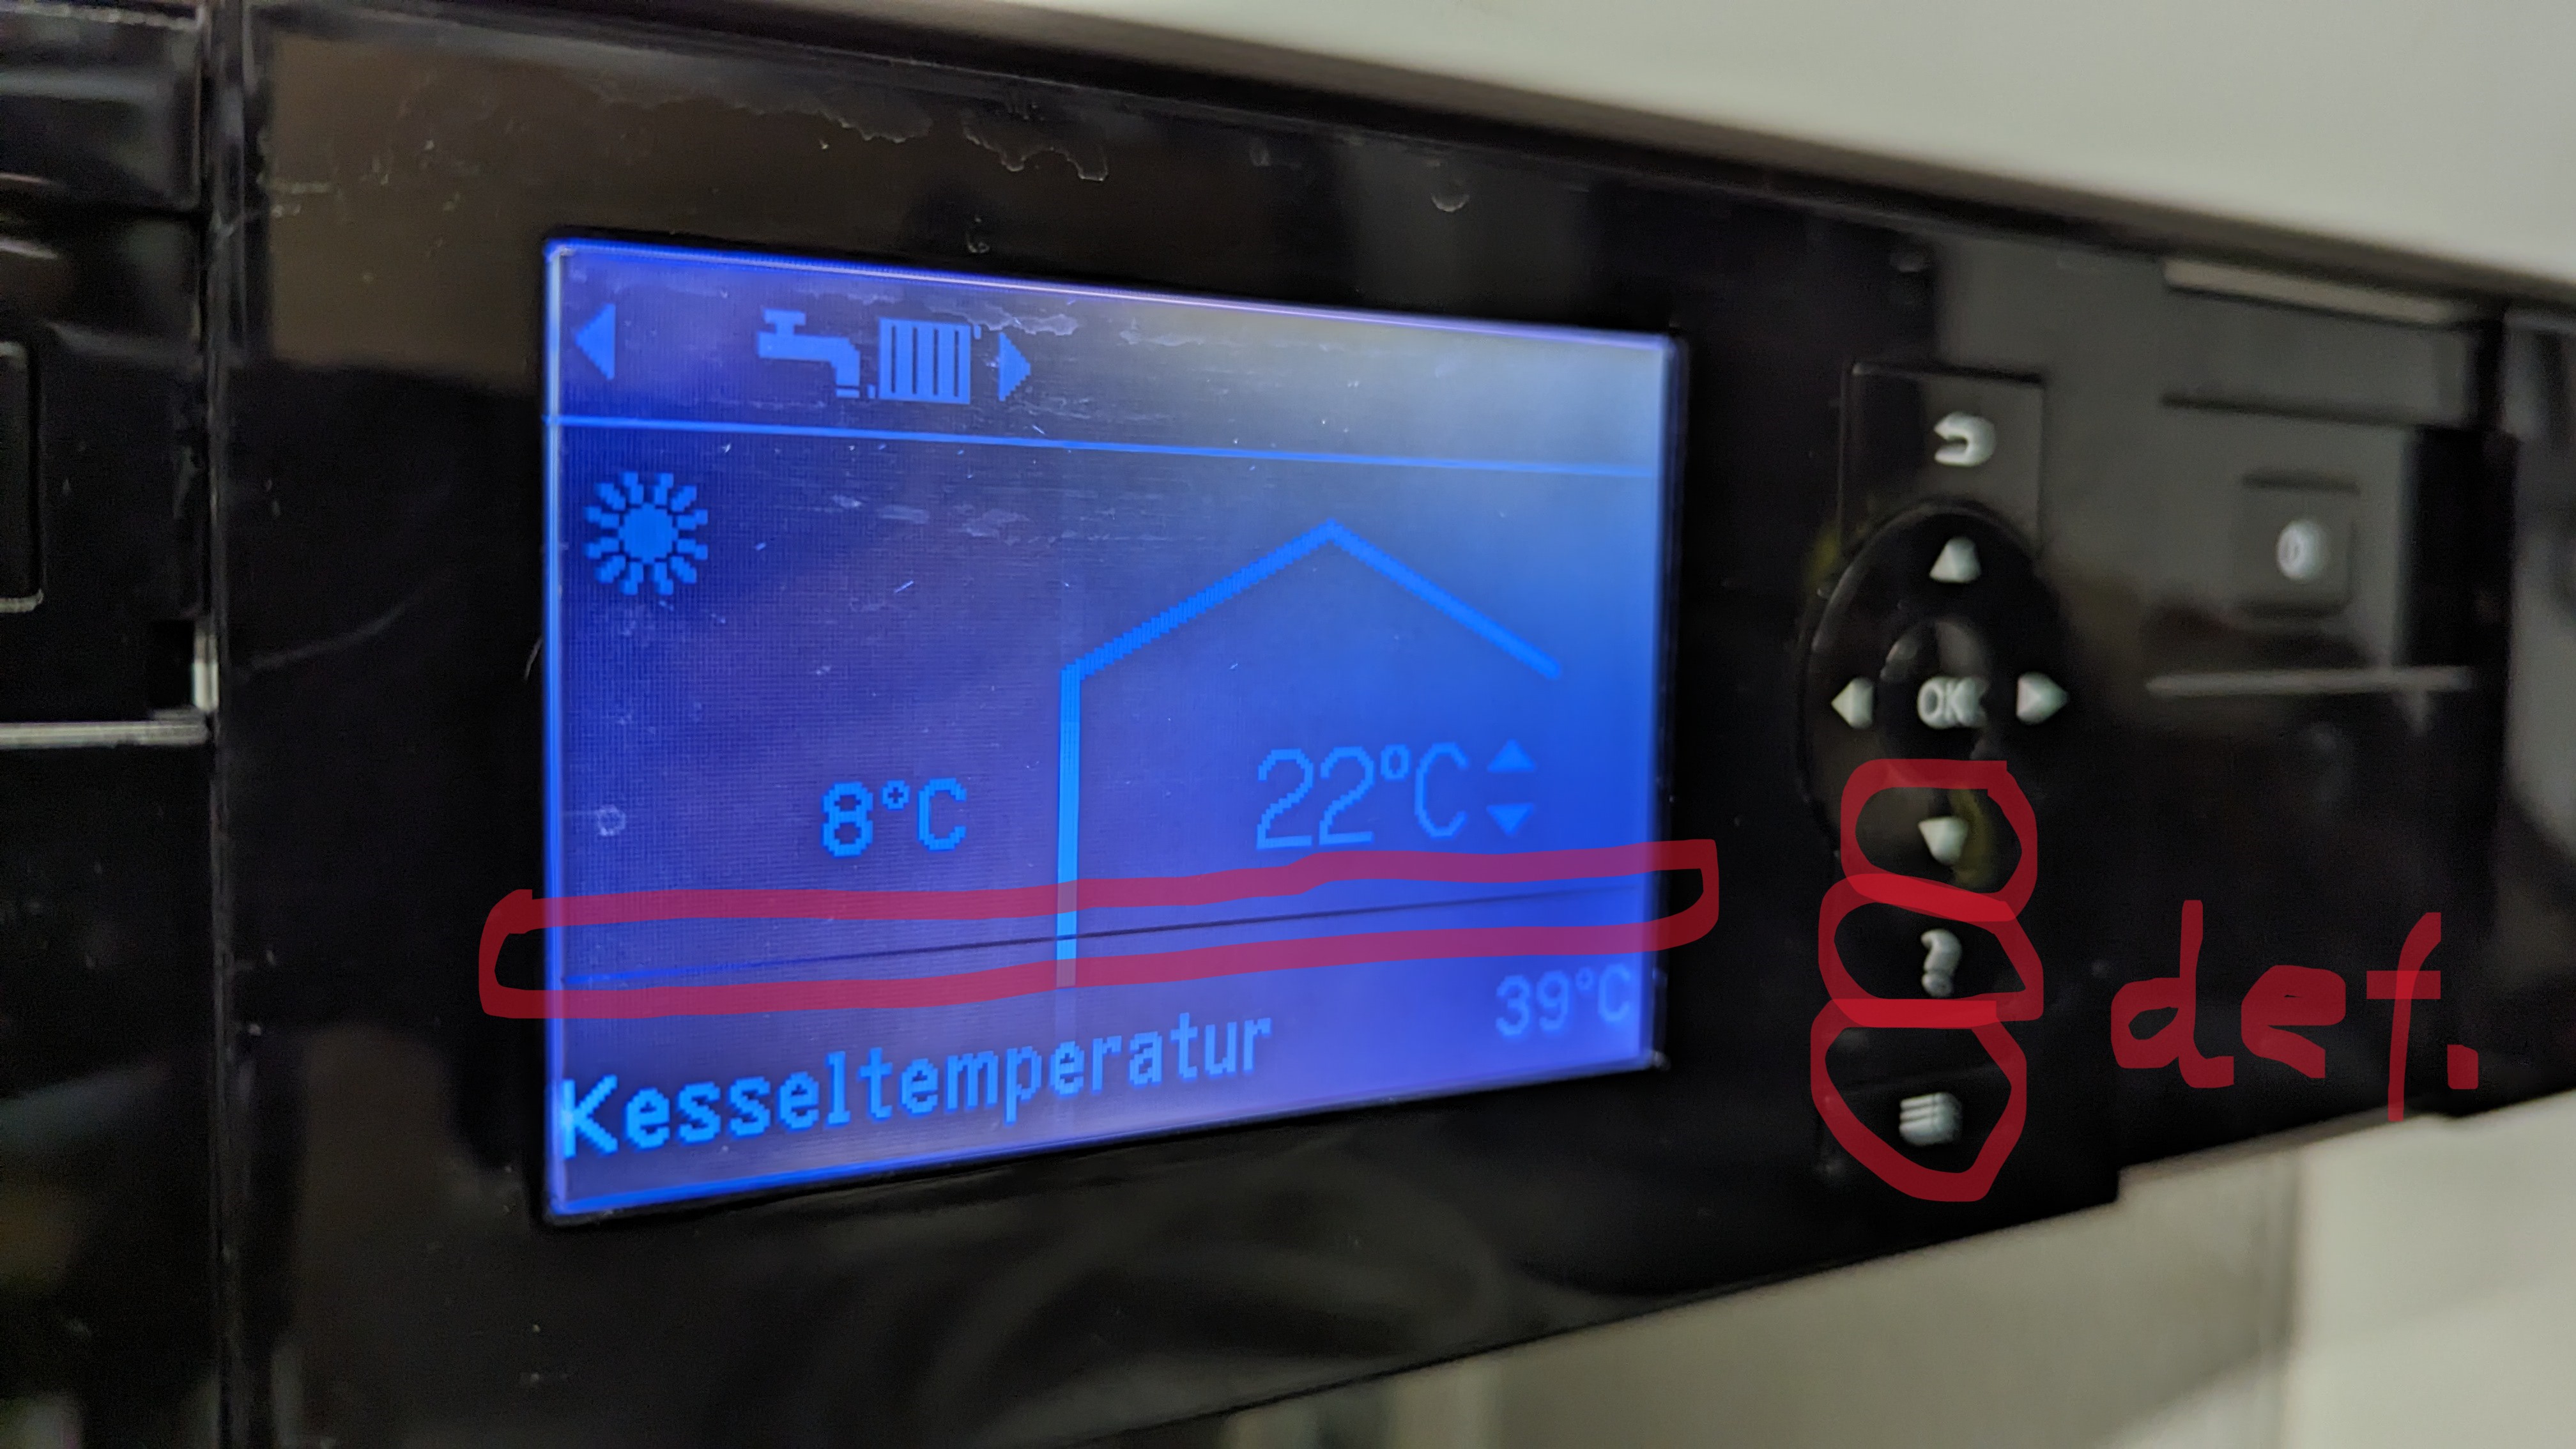 8°C
22°C
39°C
Kesseltemperatur
OK
?
def.